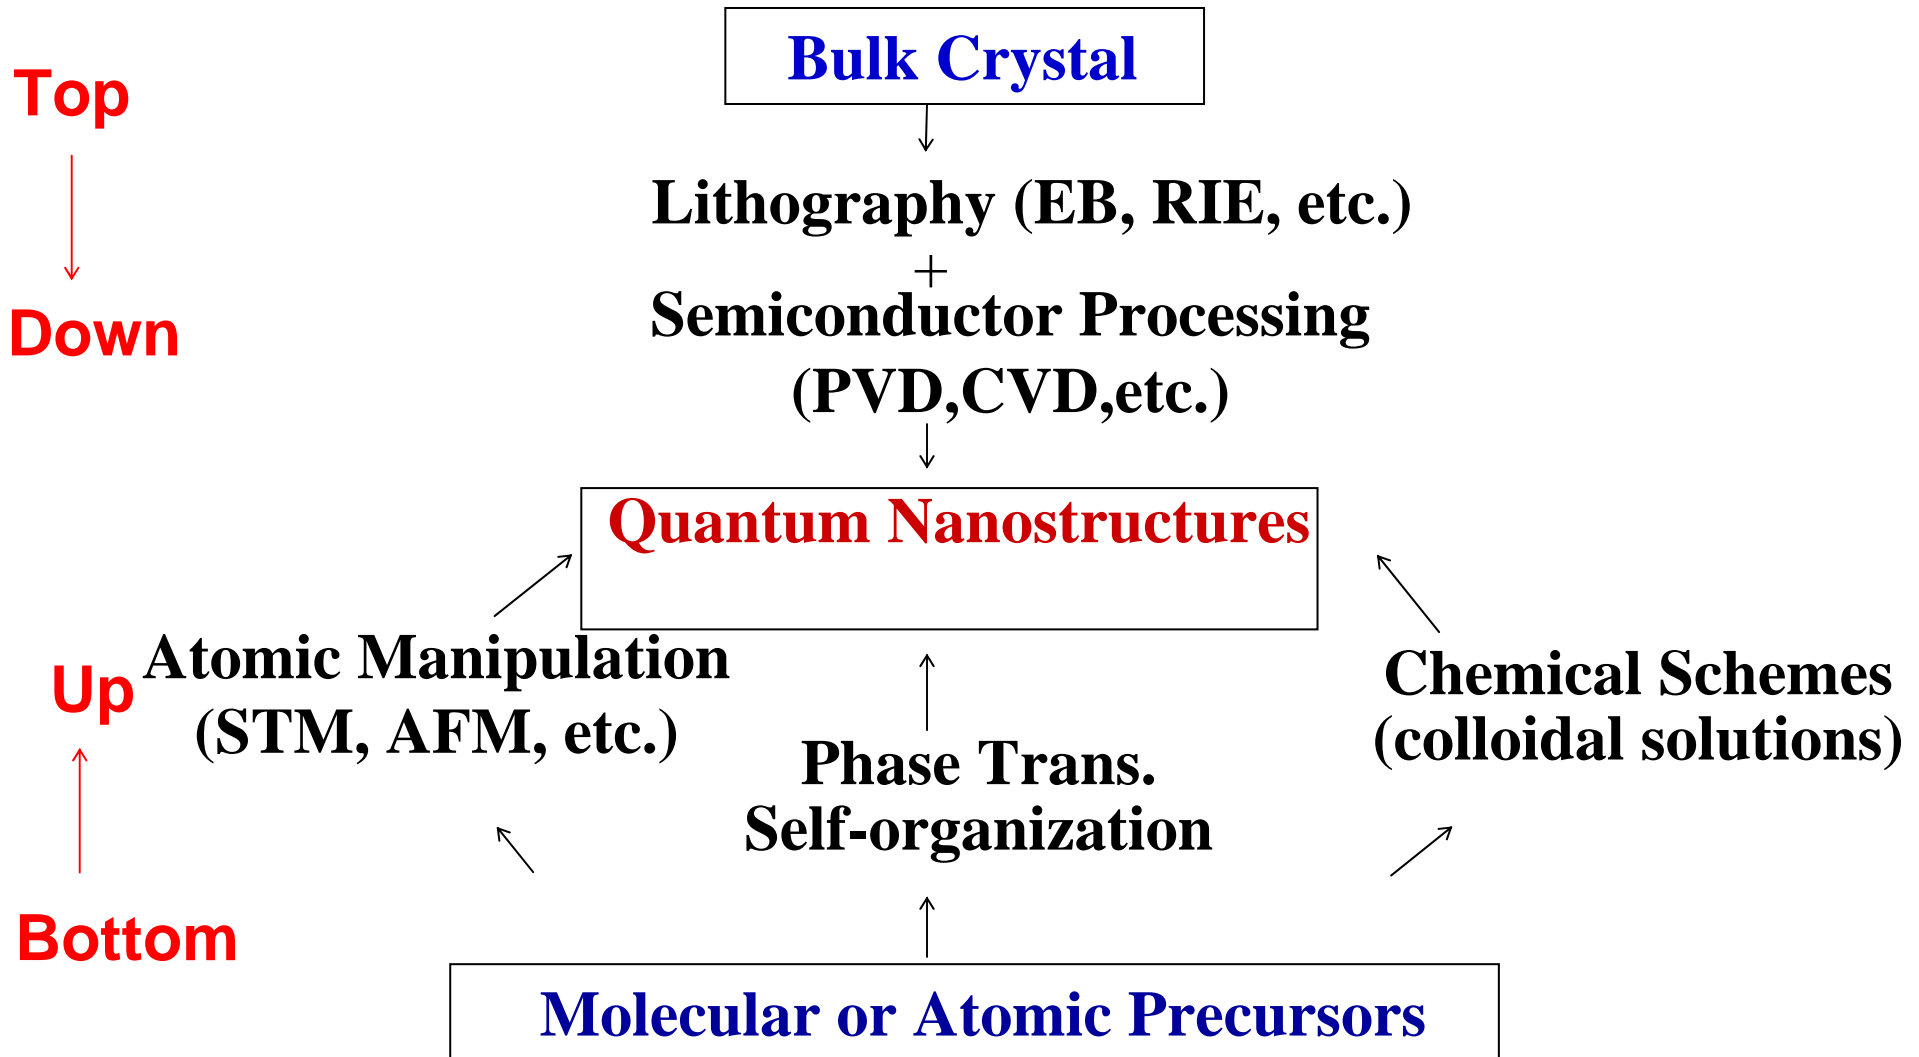 Bulk Crystal
Top
Lithography (EB, RIE, etc.)
+
Semiconductor Processing
Down
(PVD,CVD,etc.)
Quantum Nanostructures
Atomic Manipulation
(STM, AFM, etc.)
Up
Chemical Schemes
(colloidal solutions)
Phase Trans.
Self-organization
Bottom
Molecular or Atomic Precursors